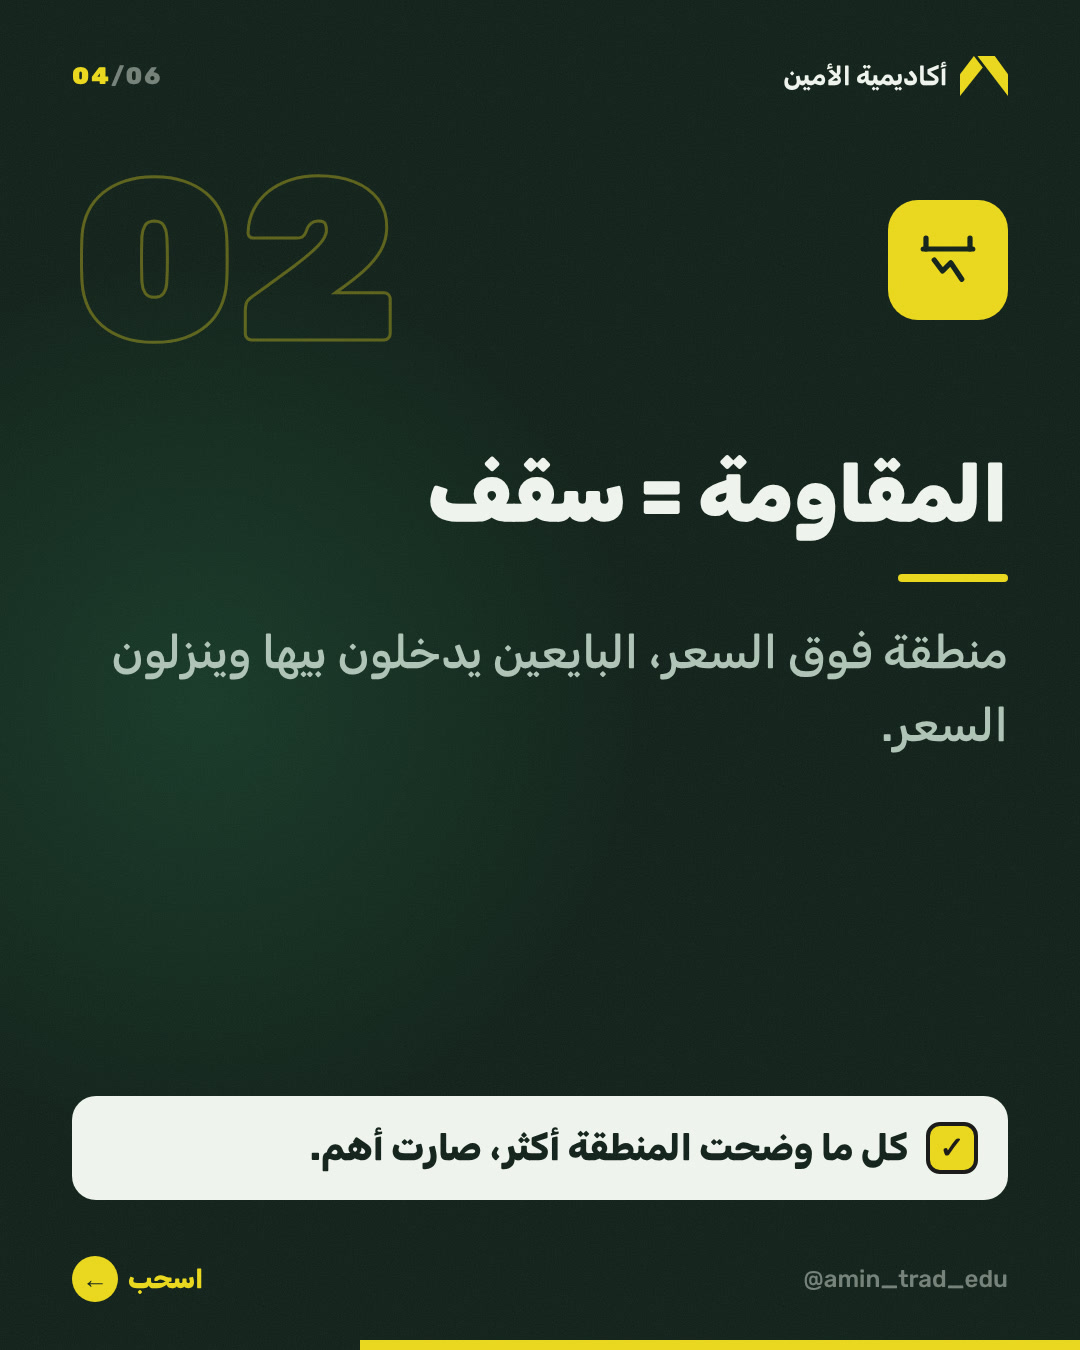 أكاديمية الأمين
04/06
02
المقاومة = سقف
منطقة فوق السعر، البايعين يدخلون بيها وينزلون
السعر.
✓ كل ما وضحت المنطقة أكثر، صارت أهم.
@amin_trad_edu
اسحب ←